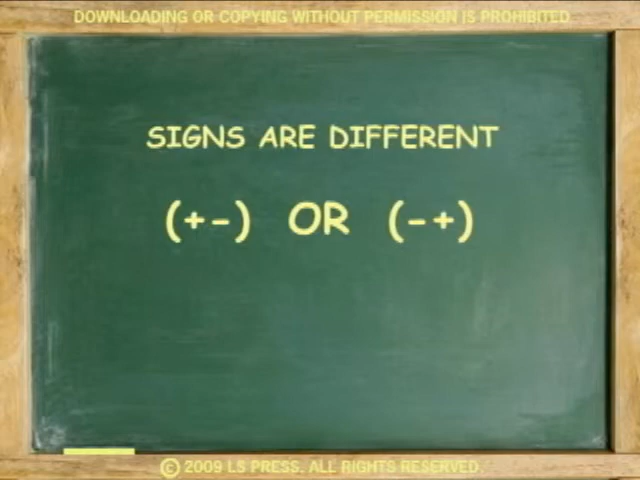 DOWNLOADING OR COPYING WITHOUT PERMISSION IS PROHIBITED
SIGNS ARE DIFFERENT
(+-) OR (-+)
© 2009 LS PRESS. ALL RIGHTS RESERVED.